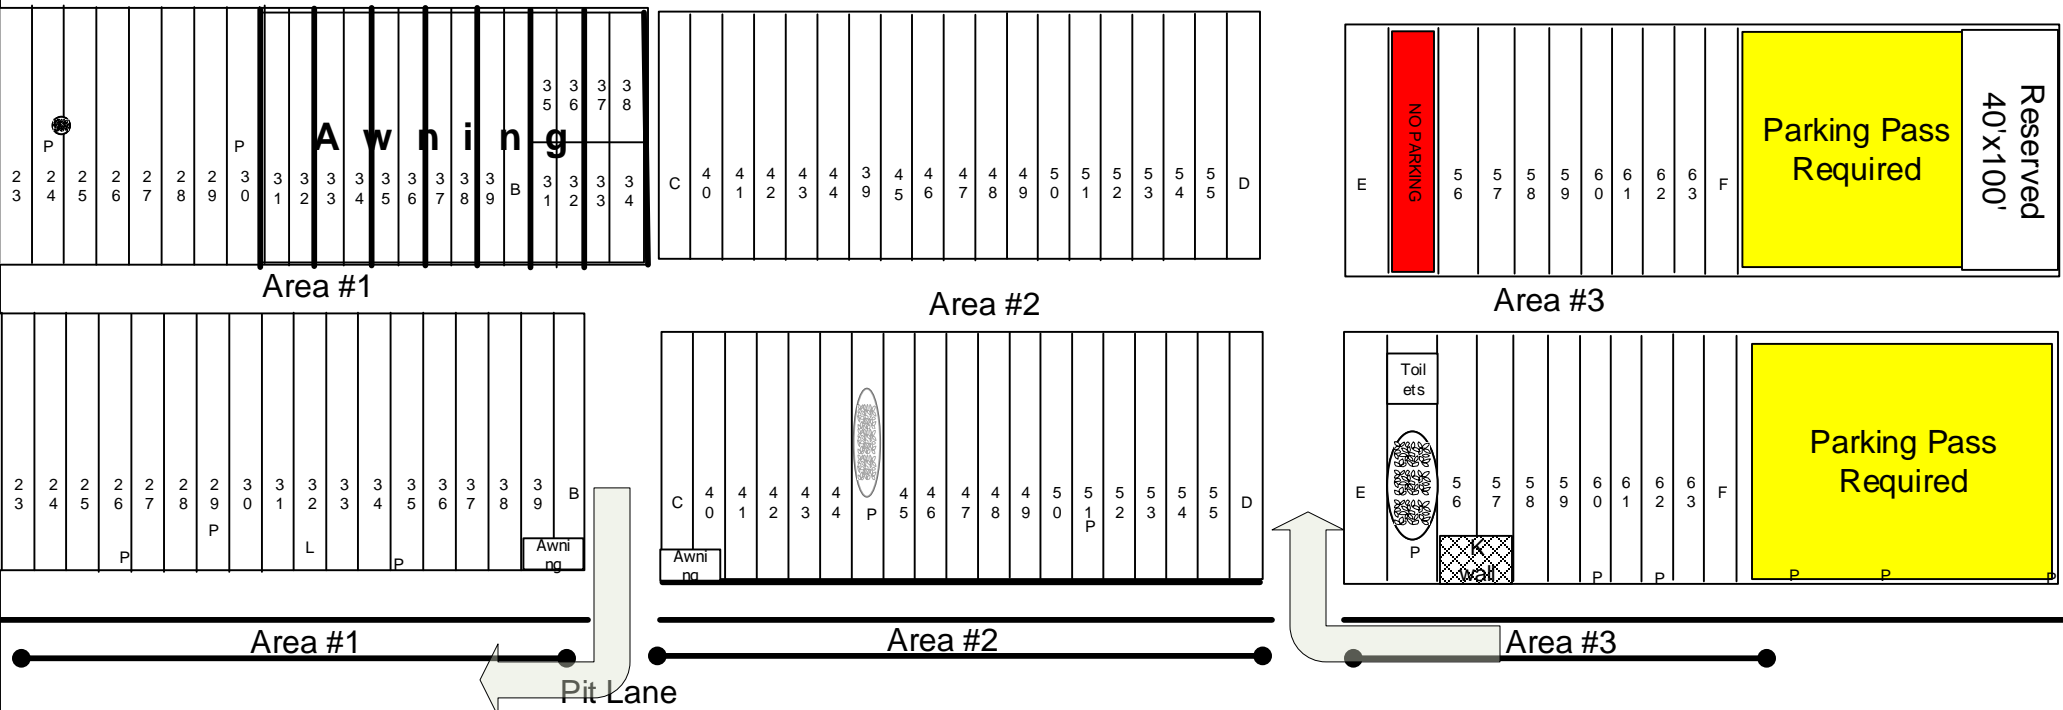 35 36 37 38
Awning
P P
23 24 25 26 27 28 29 30 31 32 33 34 35 36 37 38 39 B 31 32 33 34
C 40 41 42 43 44 39 45 46 47 48 49 50 51 52 53 54 55 D
E NO PARKING 56 57 58 59 60 61 62 63 F
Parking Pass
Required
Reserved
40'x100'
Area #1
Area #2
Area #3
23 24 25 26 27 28 29 30 31 32 33 34 35 36 37 38 39 B
P P L P
Awni
ng
C 40 41 42 43 44 P 45 46 47 48 49 50 51 52 53 54 55 D
P
Awni
ng
Toil
ets
E 56 57 58 59 60 61 62 63 F
P
K
wall
P P P P P
Parking Pass
Required
Area #1
Area #2
Area #3
Pit Lane